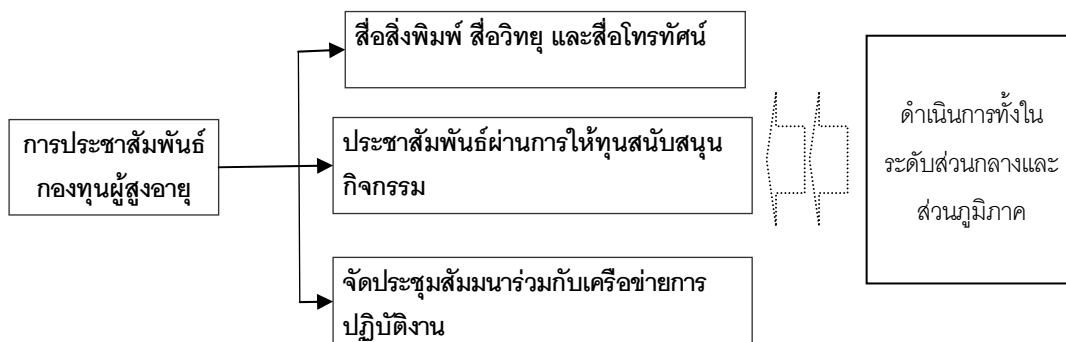 การประชาสัมพันธ์
กองทุนผู้สูงอายุ
สื่อสิ่งพิมพ์ สื่อวิทยุ และสื่อโทรทัศน์
ประชาสัมพันธ์ผ่านการให้ทุนสนับสนุน
กิจกรรม
จัดประชุมสัมมนาร่วมกับเครือข่ายการ
ปฏิบัติงาน
ดำเนินการทั้งใน
ระดับส่วนกลางและ
ส่วนภูมิภาค